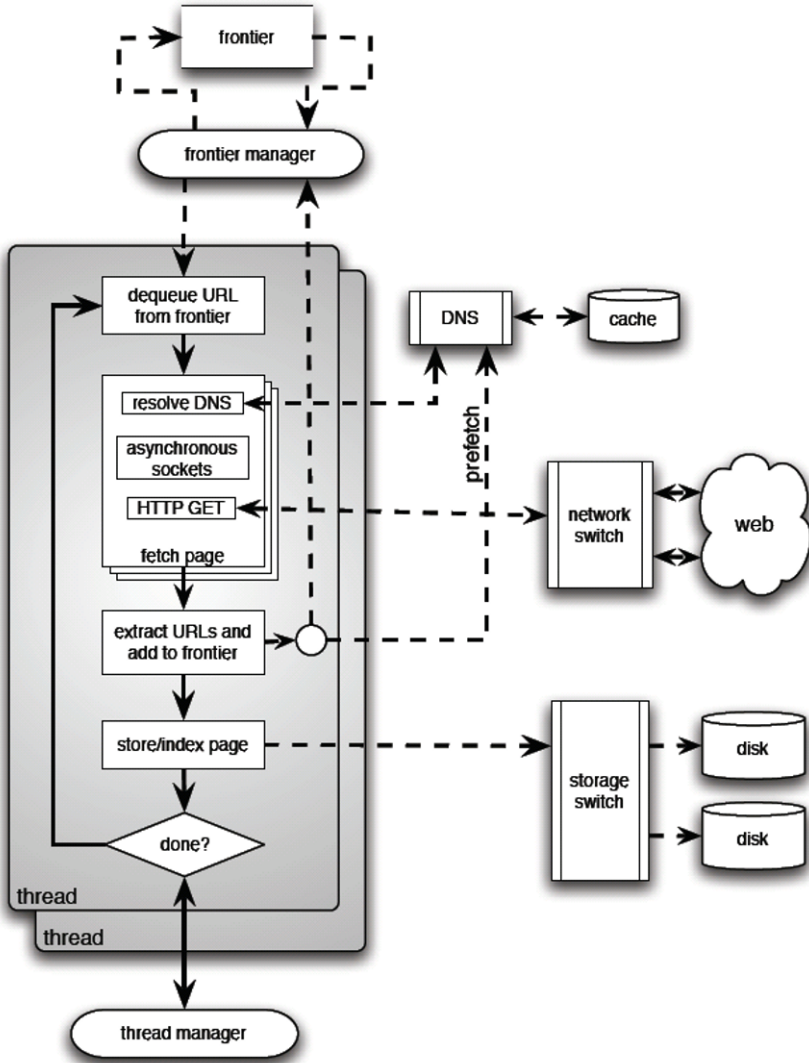 frontier
frontier manager
dequeue URL
from frontier
DNS
cache
resolve DNS
asynchronous
sockets
HTTP GET
fetch page
prefetch
network
switch
web
extract URLs and
add to frontier
store/index page
storage
switch
disk
disk
done?
thread
thread
thread manager